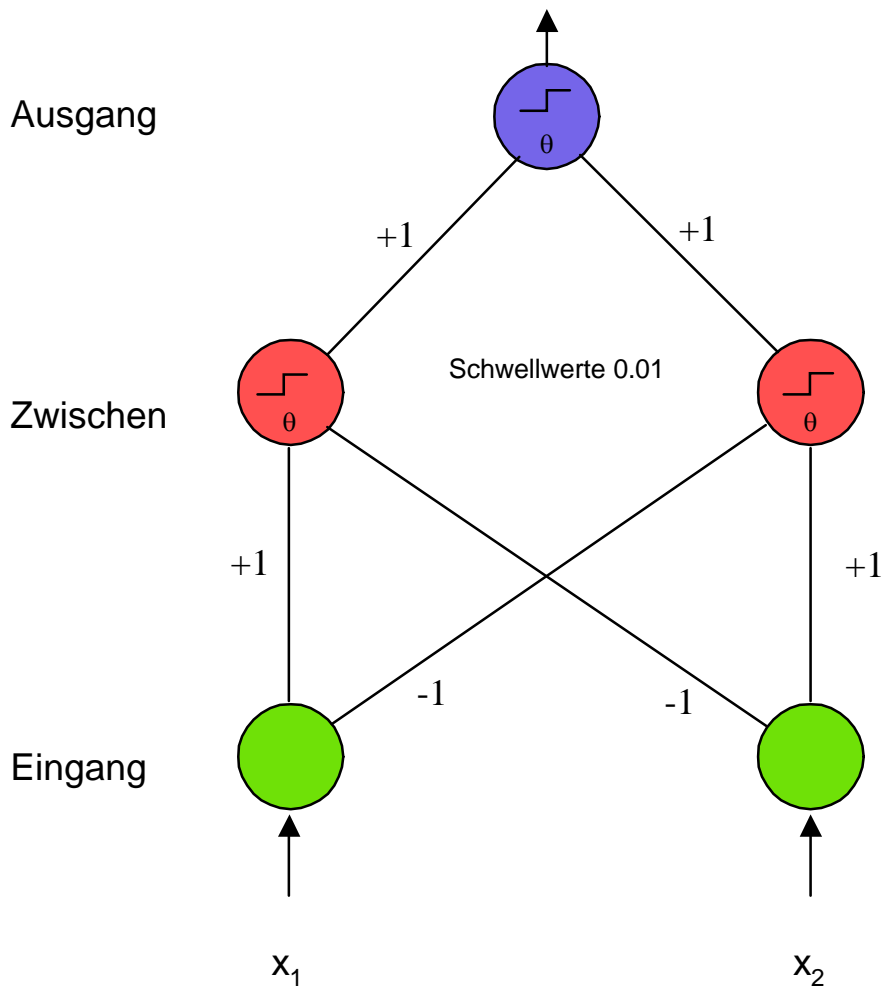 Ausgang
θ
+1
+1
Schwellwerte 0.01
Zwischen
θ
θ
+1
+1
-1
-1
Eingang
x₁
x₂